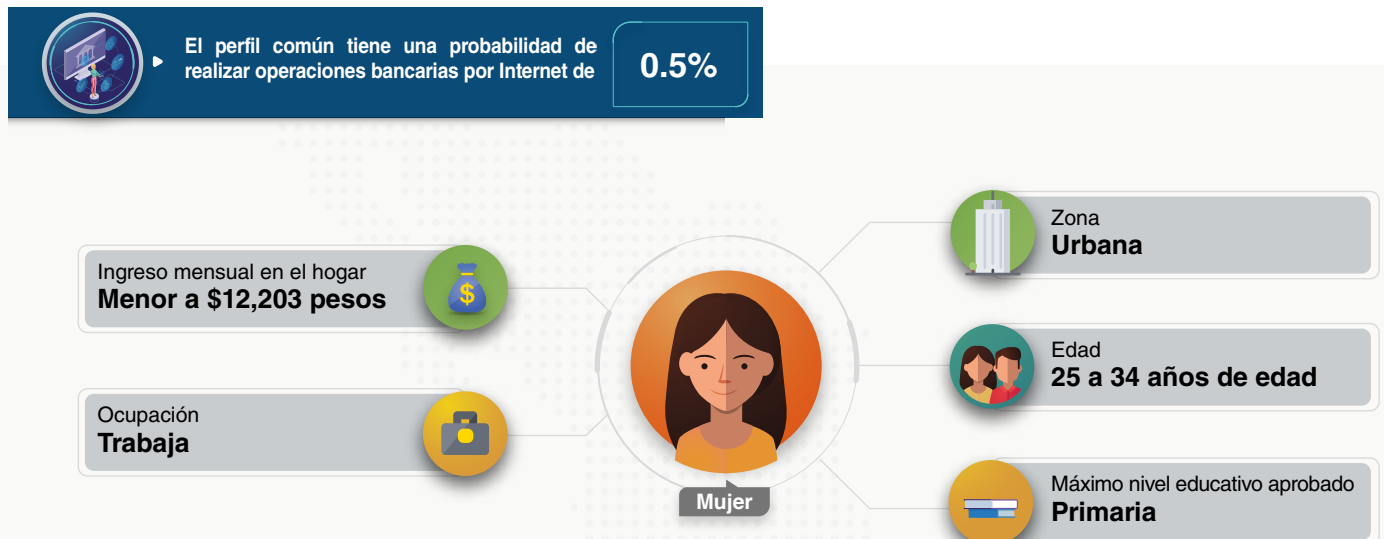 El perfil común tiene una probabilidad de
realizar operaciones bancarias por Internet de
0.5%
Ingreso mensual en el hogar
Menor a $12,203 pesos
Ocupación
Trabaja
Mujer
Zona
Urbana
Edad
25 a 34 años de edad
Máximo nivel educativo aprobado
Primaria